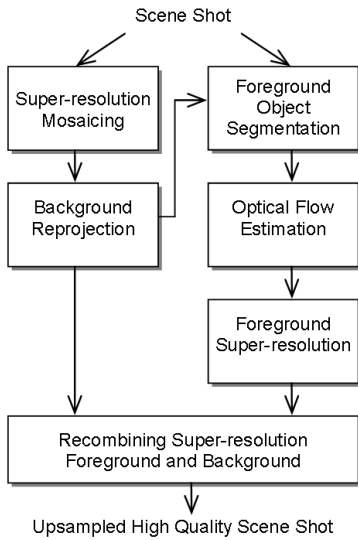 Scene Shot
Super-resolution
Mosaicing
Foreground
Object
Segmentation
Background
Reprojection
Optical Flow
Estimation
Foreground
Super-resolution
Recombining Super-resolution
Foreground and Background
Upsampled High Quality Scene Shot